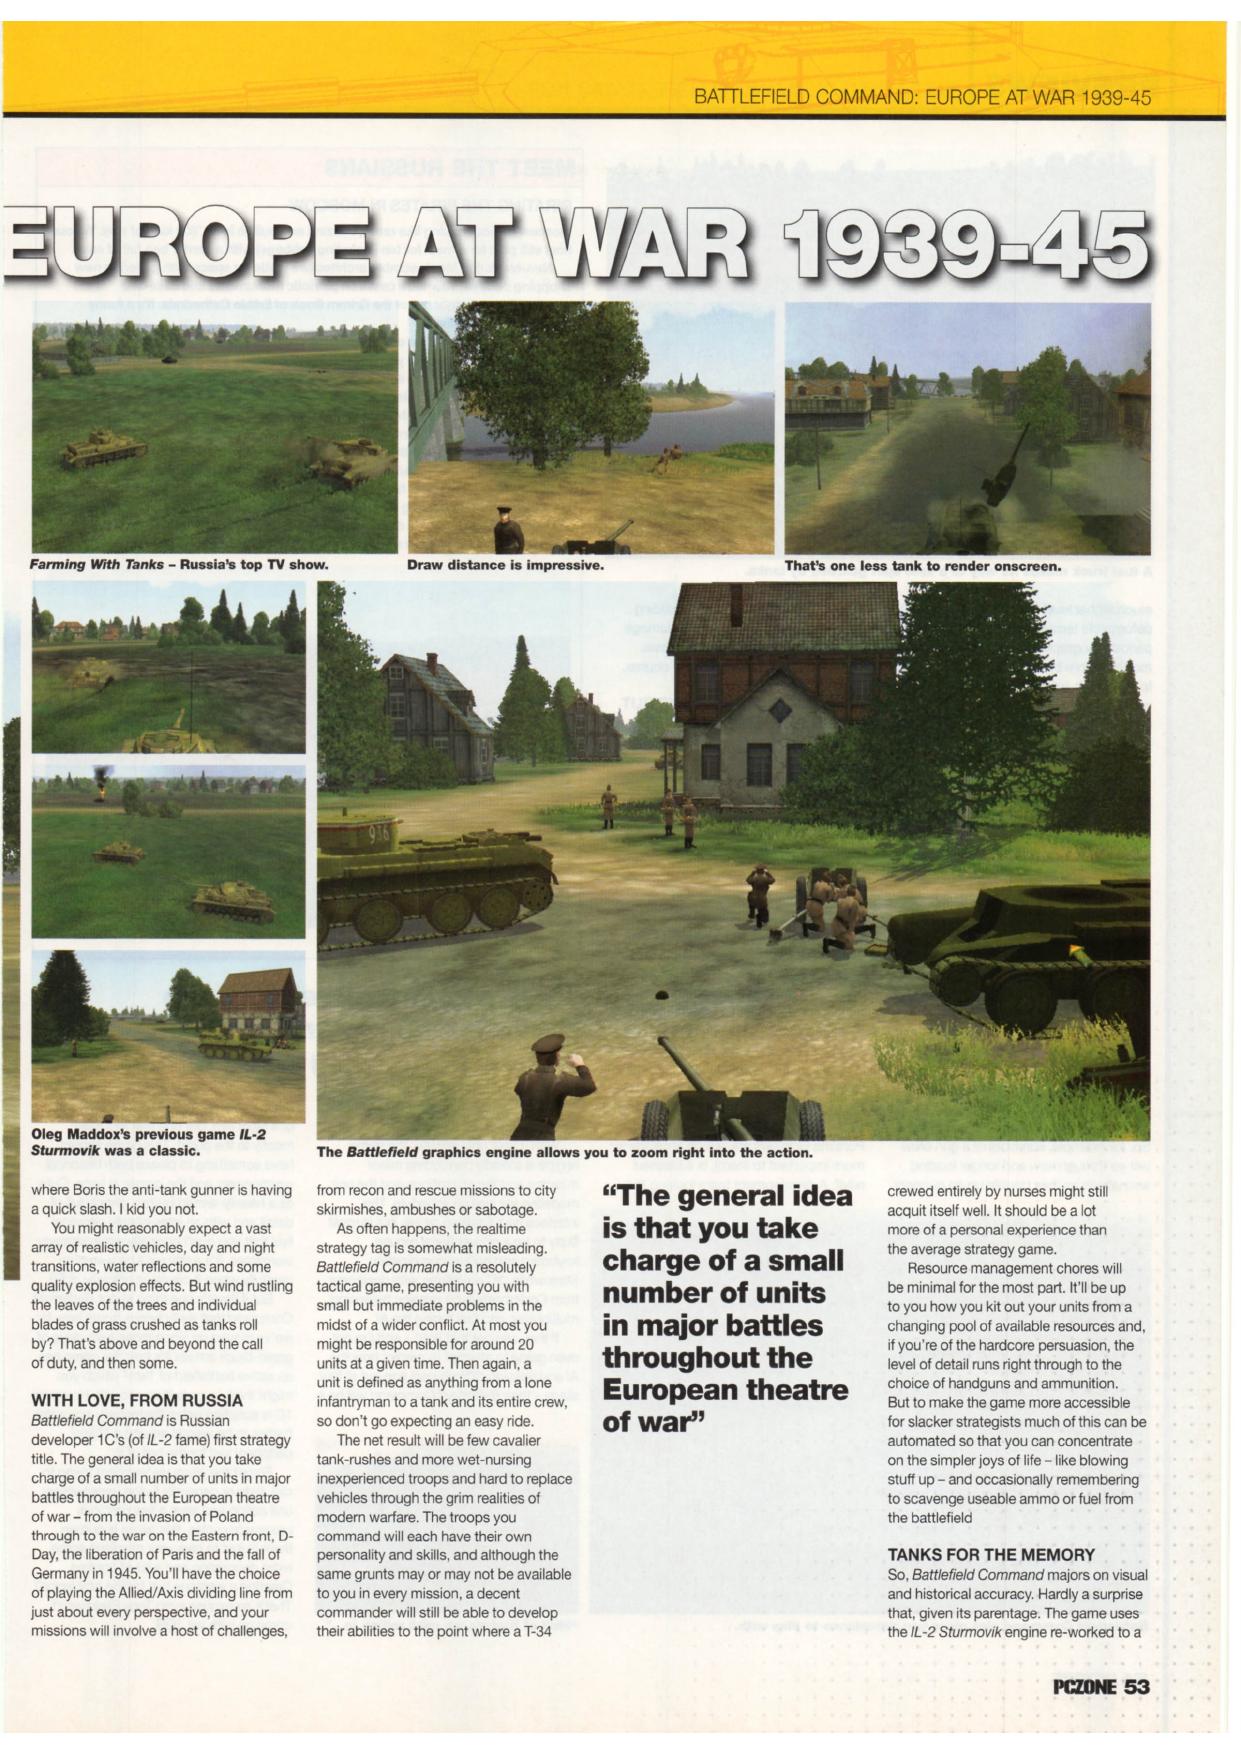 BATTLEFIELD COMMAND: EUROPE AT WAR 1939-45
EUROPE AT WAR 1939-45
Farming With Tanks – Russia's top TV show.
Draw distance is impressive.
That's one less tank to render onscreen.
936
Oleg Maddox's previous game IL-2
Sturmovik was a classic.
The Battlefield graphics engine allows you to zoom right into the action.
where Boris the anti-tank gunner is having
a quick slash. I kid you not.
You might reasonably expect a vast
array of realistic vehicles, day and night
transitions, water reflections and some
quality explosion effects. But wind rustling
the leaves of the trees and individual
blades of grass crushed as tanks roll
by? That's above and beyond the call
of duty, and then some.
WITH LOVE, FROM RUSSIA
Battlefield Command is Russian
developer 1C's (of IL-2 fame) first strategy
title. The general idea is that you take
charge of a small number of units in major
battles throughout the European theatre
of war – from the invasion of Poland
through to the war on the Eastern front, D-
Day, the liberation of Paris and the fall of
Germany in 1945. You'll have the choice
of playing the Allied/Axis dividing line from
just about every perspective, and your
missions will involve a host of challenges,
from recon and rescue missions to city
skirmishes, ambushes or sabotage.
As often happens, the realtime
strategy tag is somewhat misleading.
Battlefield Command is a resolutely
tactical game, presenting you with
small but immediate problems in the
midst of a wider conflict. At most you
might be responsible for around 20
units at a given time. Then again, a
unit is defined as anything from a lone
infantryman to a tank and its entire crew,
so don't go expecting an easy ride.
The net result will be few cavalier
tank-rushes and more wet-nursing
inexperienced troops and hard to replace
vehicles through the grim realities of
modern warfare. The troops you
command will each have their own
personality and skills, and although the
same grunts may or may not be available
to you in every mission, a decent
commander will still be able to develop
their abilities to the point where a T-34
“The general idea
is that you take
charge of a small
number of units
in major battles
throughout the
European theatre
of war”
crewed entirely by nurses might still
acquit itself well. It should be a lot
more of a personal experience than
the average strategy game.
Resource management chores will
be minimal for the most part. It'll be up
to you how you kit out your units from a
changing pool of available resources and,
if you're of the hardcore persuasion, the
level of detail runs right through to the
choice of handguns and ammunition.
But to make the game more accessible
for slacker strategists much of this can be
automated so that you can concentrate
on the simpler joys of life – like blowing
stuff up – and occasionally remembering
to scavenge useable ammo or fuel from
the battlefield
TANKS FOR THE MEMORY
So, Battlefield Command majors on visual
and historical accuracy. Hardly a surprise
that, given its parentage. The game uses
the IL-2 Sturmovik engine re-worked to a
PCZONE 53